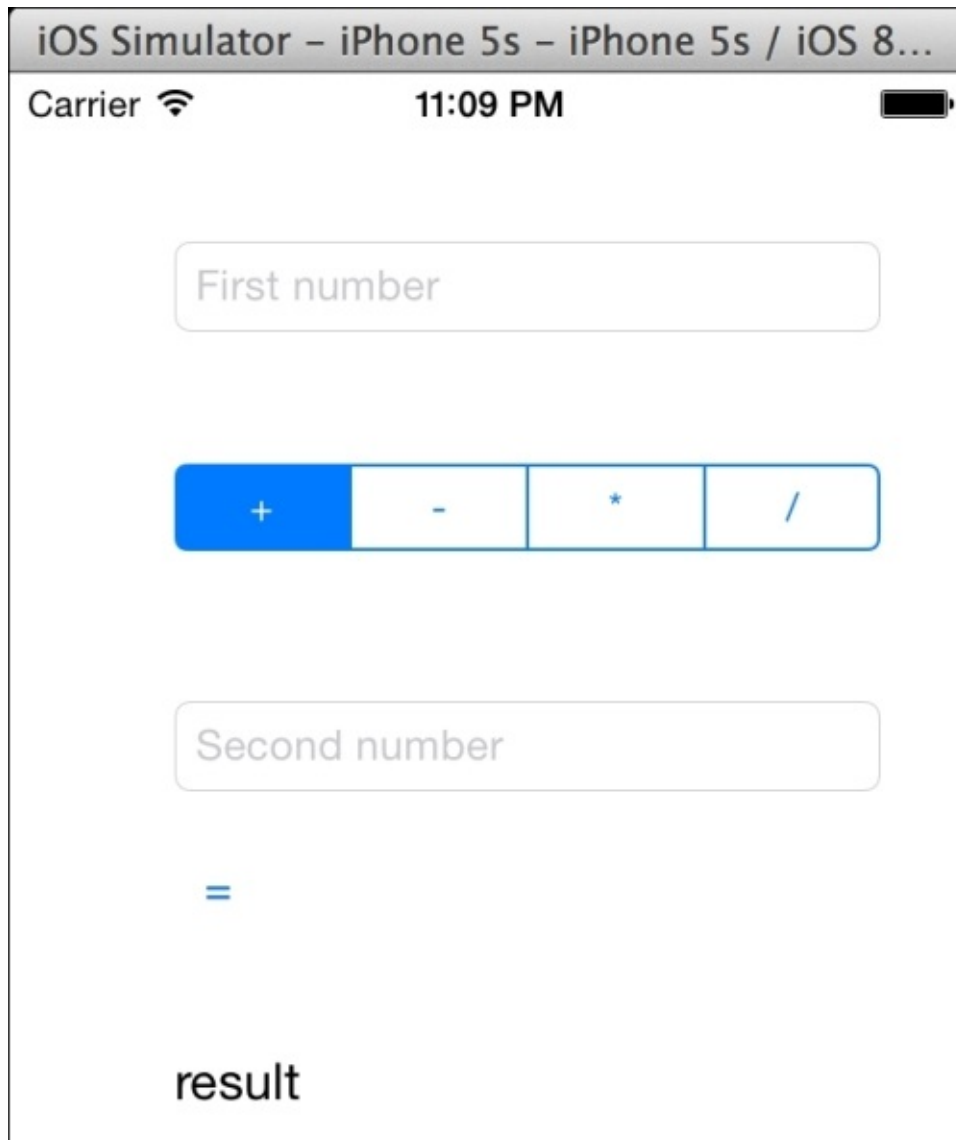 iOS Simulator – iPhone 5s – iPhone 5s / iOS 8...
Carrier 11:09 PM
First number
+ - * /
Second number
=
result